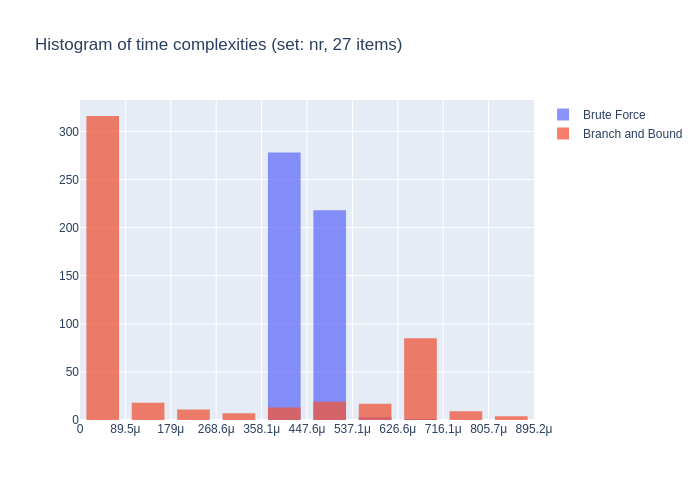 Histogram of time complexities (set: nr, 27 items)
Brute Force
Branch and Bound
300
250
200
150
100
50
0
0 89.5μ 179μ 268.6μ 358.1μ 447.6μ 537.1μ 626.6μ 716.1μ 805.7μ 895.2μ